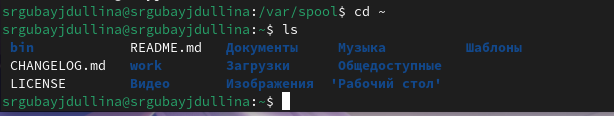 srgubayjdullina@srgubayjdullina:/var/spool$ cd ~
srgubayjdullina@srgubayjdullina:~$ ls
bin README.md Документы Музыка Шаблоны
CHANGELOG.md work Загрузки Общедоступные
LICENSE Видео Изображения 'Рабочий стол'
srgubayjdullina@srgubayjdullina:~$